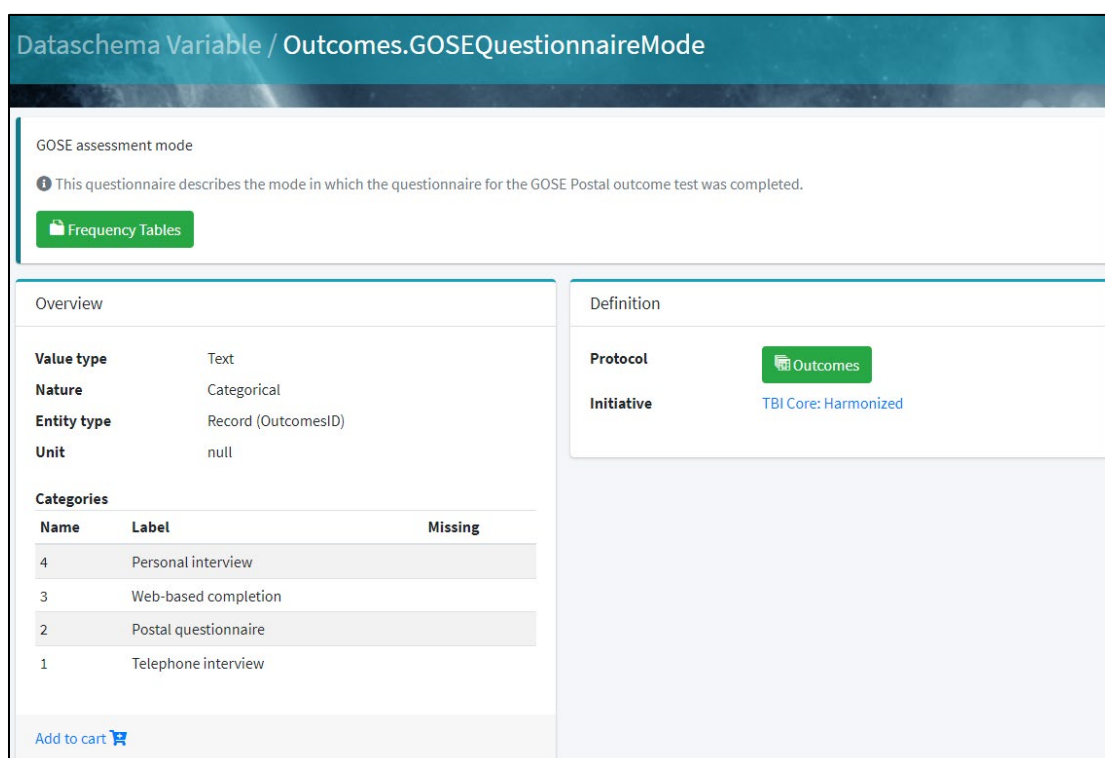 Dataschema Variable / Outcomes.GOSEQuestionnaireMode
GOSE assessment mode
This questionnaire describes the mode in which the questionnaire for the GOSE Postal outcome test was completed.
Frequency Tables
Overview
Value type Text
Nature Categorical
Entity type Record (OutcomesID)
Unit null
Categories
Name Label Missing
4 Personal interview
3 Web-based completion
2 Postal questionnaire
1 Telephone interview
Add to cart
Definition
Protocol Outcomes
Initiative TBI Core: Harmonized